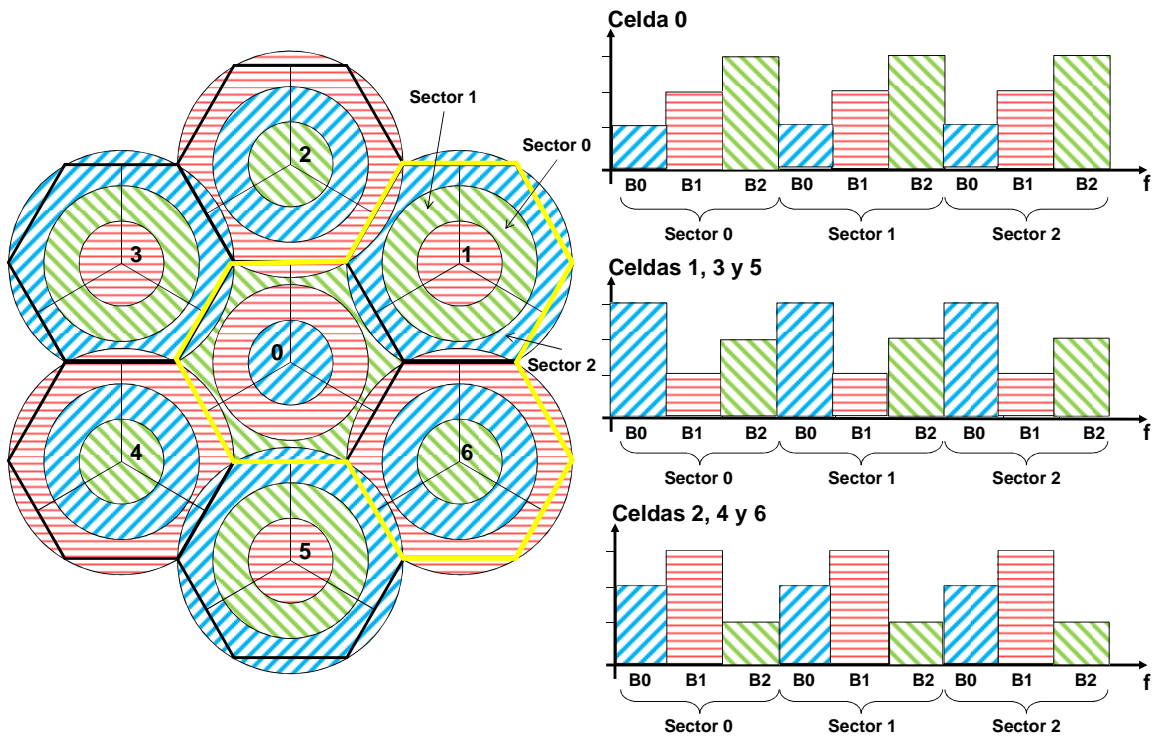 Sector 1
Sector 0
Sector 2
2
3
1
0
4
6
5
Celda 0
B0 B1 B2 B0 B1 B2 B0 B1 B2 f
Sector 0 Sector 1 Sector 2
Celdas 1, 3 y 5
B0 B1 B2 B0 B1 B2 B0 B1 B2 f
Sector 0 Sector 1 Sector 2
Celdas 2, 4 y 6
B0 B1 B2 B0 B1 B2 B0 B1 B2 f
Sector 0 Sector 1 Sector 2